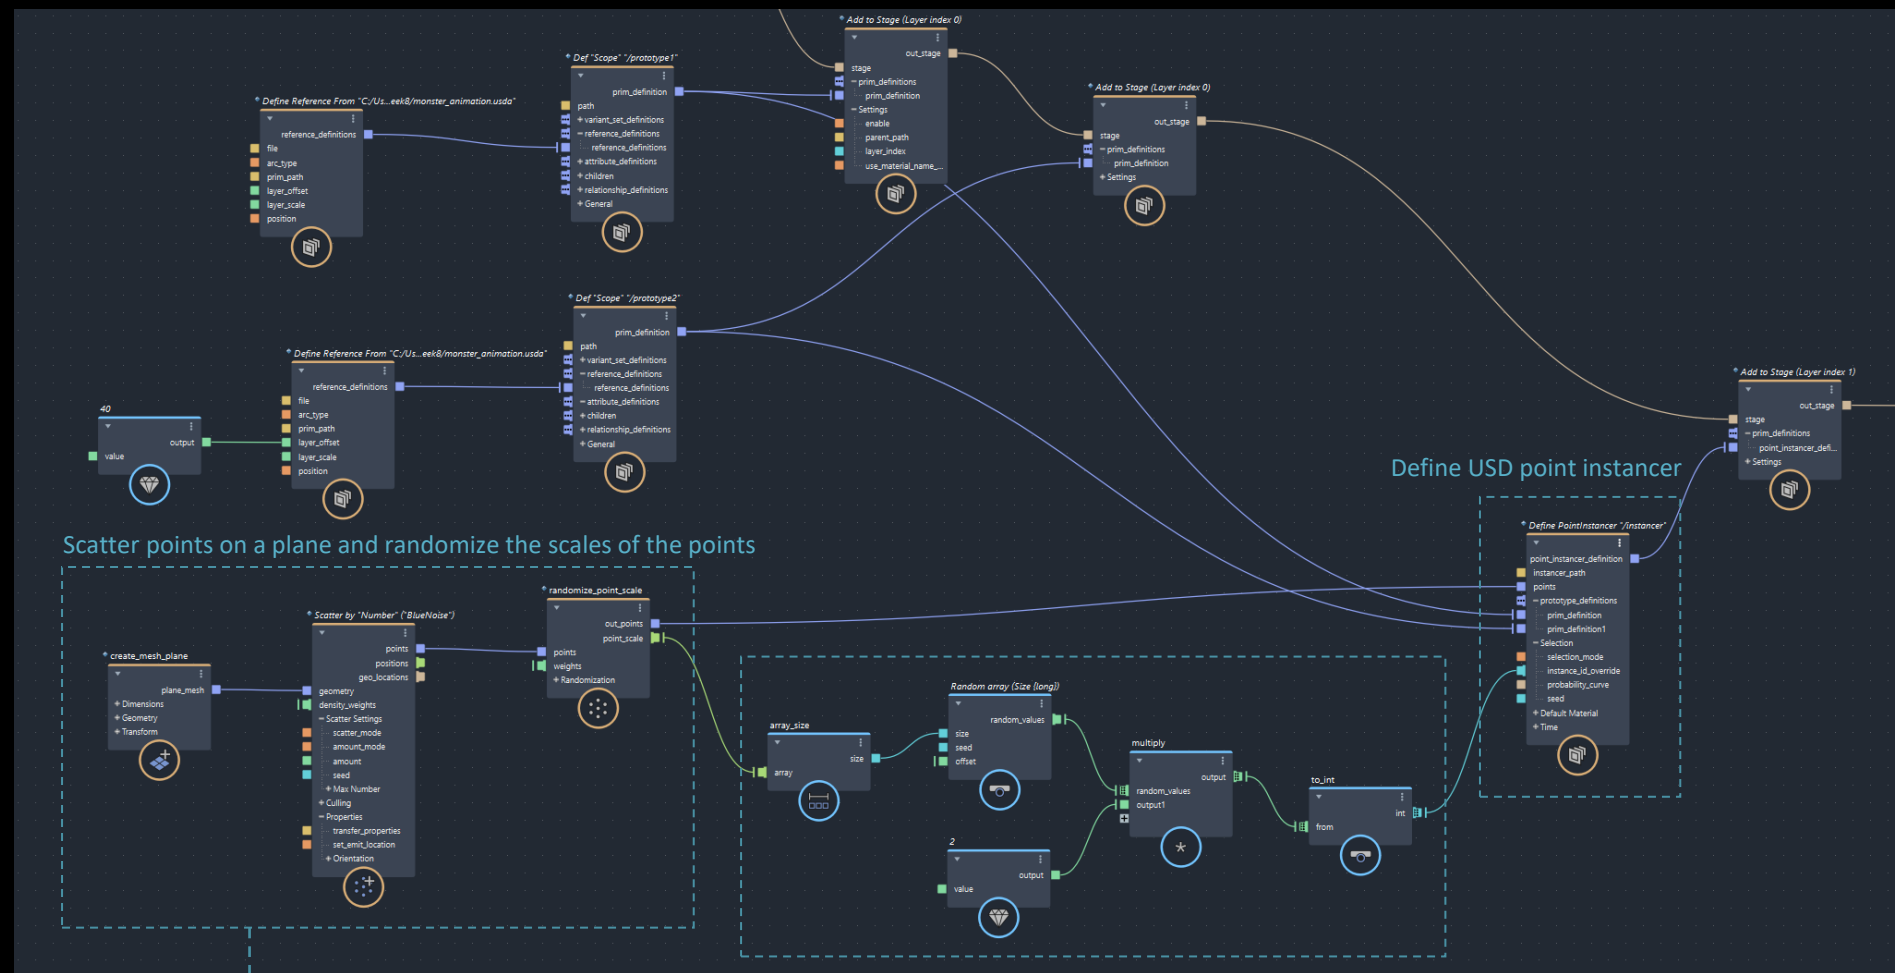 Add to Stage (Layer index 0)
out_stage
stage
prim_definitions
prim_definition
Settings
enable
parent_path
layer_index
use_material_name_...
Def "Scope" "/prototype1"
prim_definition
path
variant_set_definitions
reference_definitions
reference_definitions
attribute_definitions
children
relationship_definitions
General
Define Reference From "C:/Us...eek8/monster_animation.usda"
reference_definitions
file
arc_type
prim_path
layer_offset
layer_scale
position
Add to Stage (Layer index 0)
out_stage
stage
prim_definitions
prim_definition
Settings
Def "Scope" "/prototype2"
prim_definition
path
variant_set_definitions
reference_definitions
reference_definitions
attribute_definitions
children
relationship_definitions
General
Define Reference From "C:/Us...eek8/monster_animation.usda"
reference_definitions
file
arc_type
prim_path
layer_offset
layer_scale
position
40
output
value
Add to Stage (Layer index 1)
out_stage
stage
prim_definitions
point_instancer_defi...
Settings
Define USD point instancer
Define PointInstancer "/instancer"
point_instancer_definition
instancer_path
points
prototype_definitions
prim_definition
prim_definition1
Selection
selection_mode
instance_id_override
probability_curve
seed
Default Material
Time
Scatter points on a plane and randomize the scales of the points
create_mesh_plane
plane_mesh
Dimensions
Geometry
Transform
Scatter by "Number" ("BlueNoise")
points
positions
geo_locations
geometry
density_weights
Scatter Settings
scatter_mode
amount_mode
amount
seed
Max Number
Culling
Properties
transfer_properties
set_emit_location
Orientation
randomize_point_scale
out_points
point_scale
points
weights
Randomization
array_size
size
array
Random array (Size (long))
random_values
size
seed
offset
2
output
value
multiply
output
random_values
output1
to_int
int
from